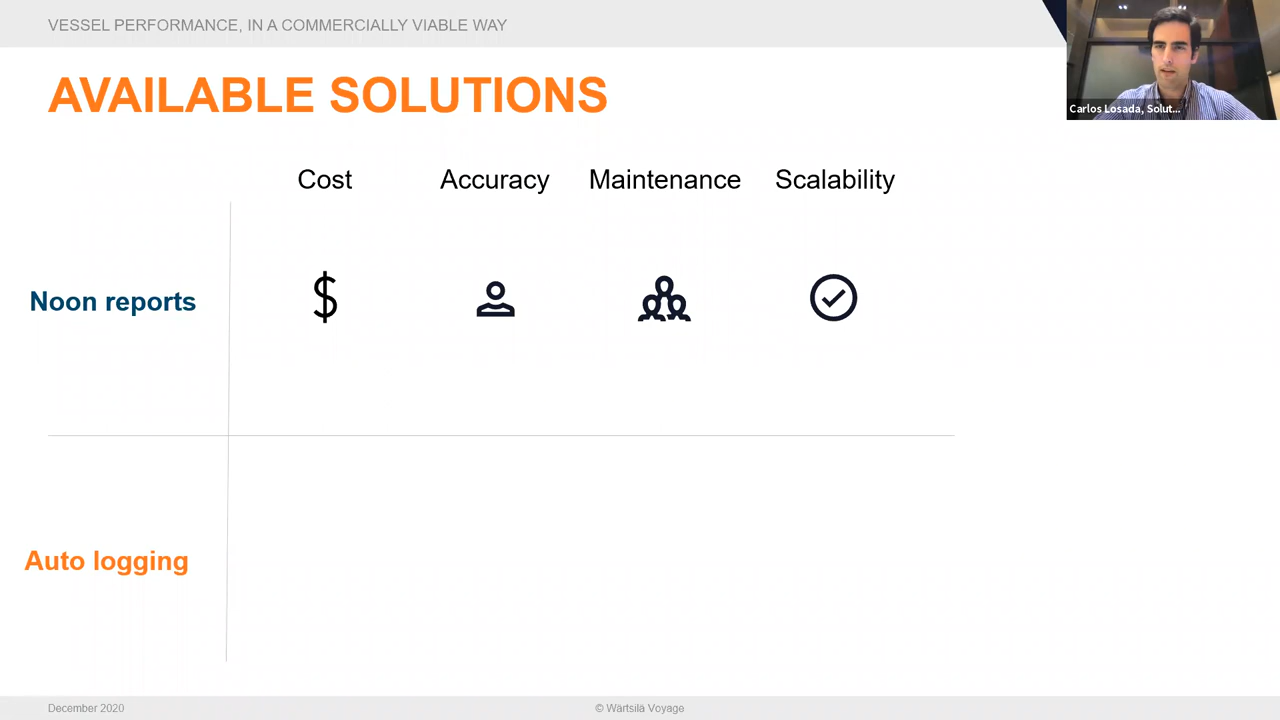 VESSEL PERFORMANCE, IN A COMMERCIALLY VIABLE WAY
Carlos Losada, Solut...
AVAILABLE SOLUTIONS
Cost Accuracy Maintenance Scalability
Noon reports
Auto logging
December 2020 © Wärtsilä Voyage